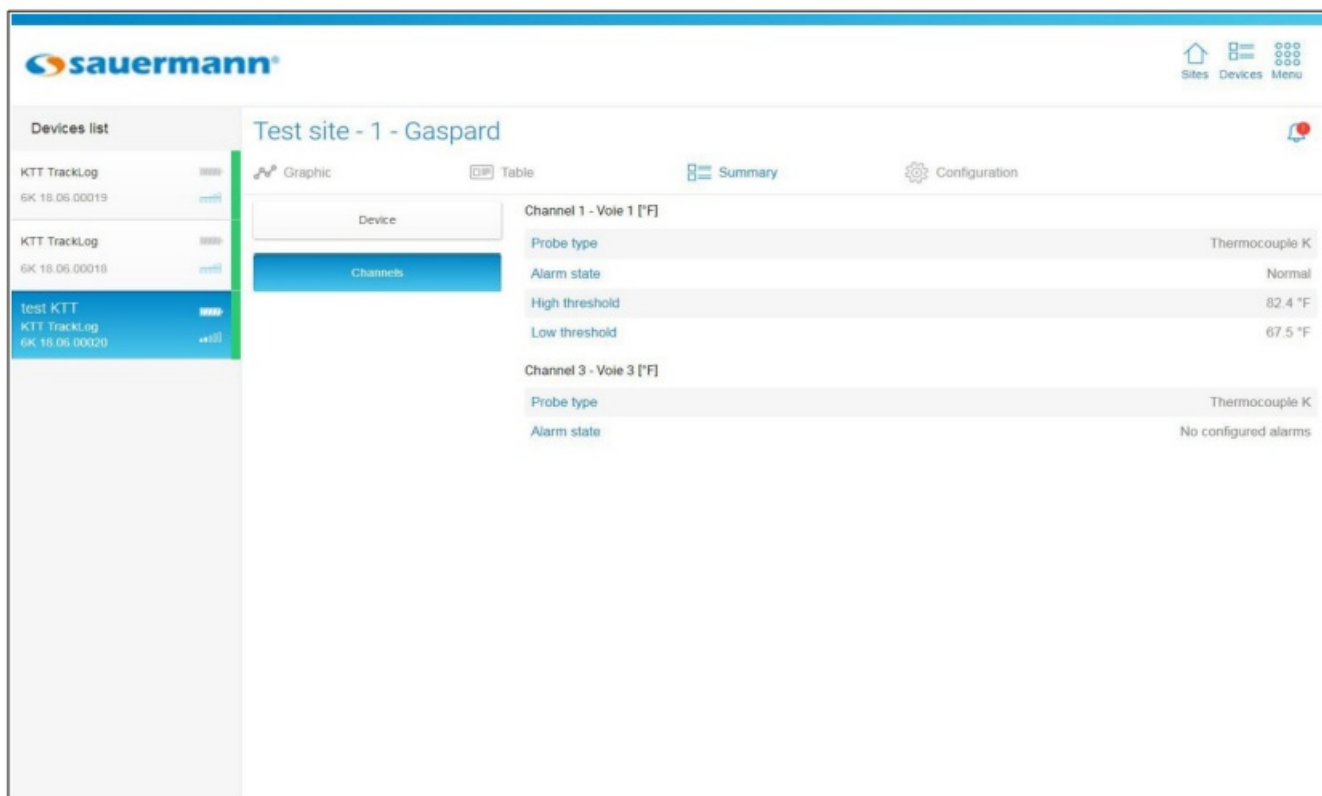 sauermann®
Sites Devices Menu
Devices list
Test site - 1 - Gaspard
KTT TrackLog
6K 18.06.00019
KTT TrackLog
6K 18.06.00018
test KTT
KTT TrackLog
6K 18.06.00020
Graphic Table Summary Configuration
Device
Channels
Channel 1 - Voie 1 [°F]
Probe type Thermocouple K
Alarm state Normal
High threshold 82.4 °F
Low threshold 67.5 °F
Channel 3 - Voie 3 [°F]
Probe type Thermocouple K
Alarm state No configured alarms